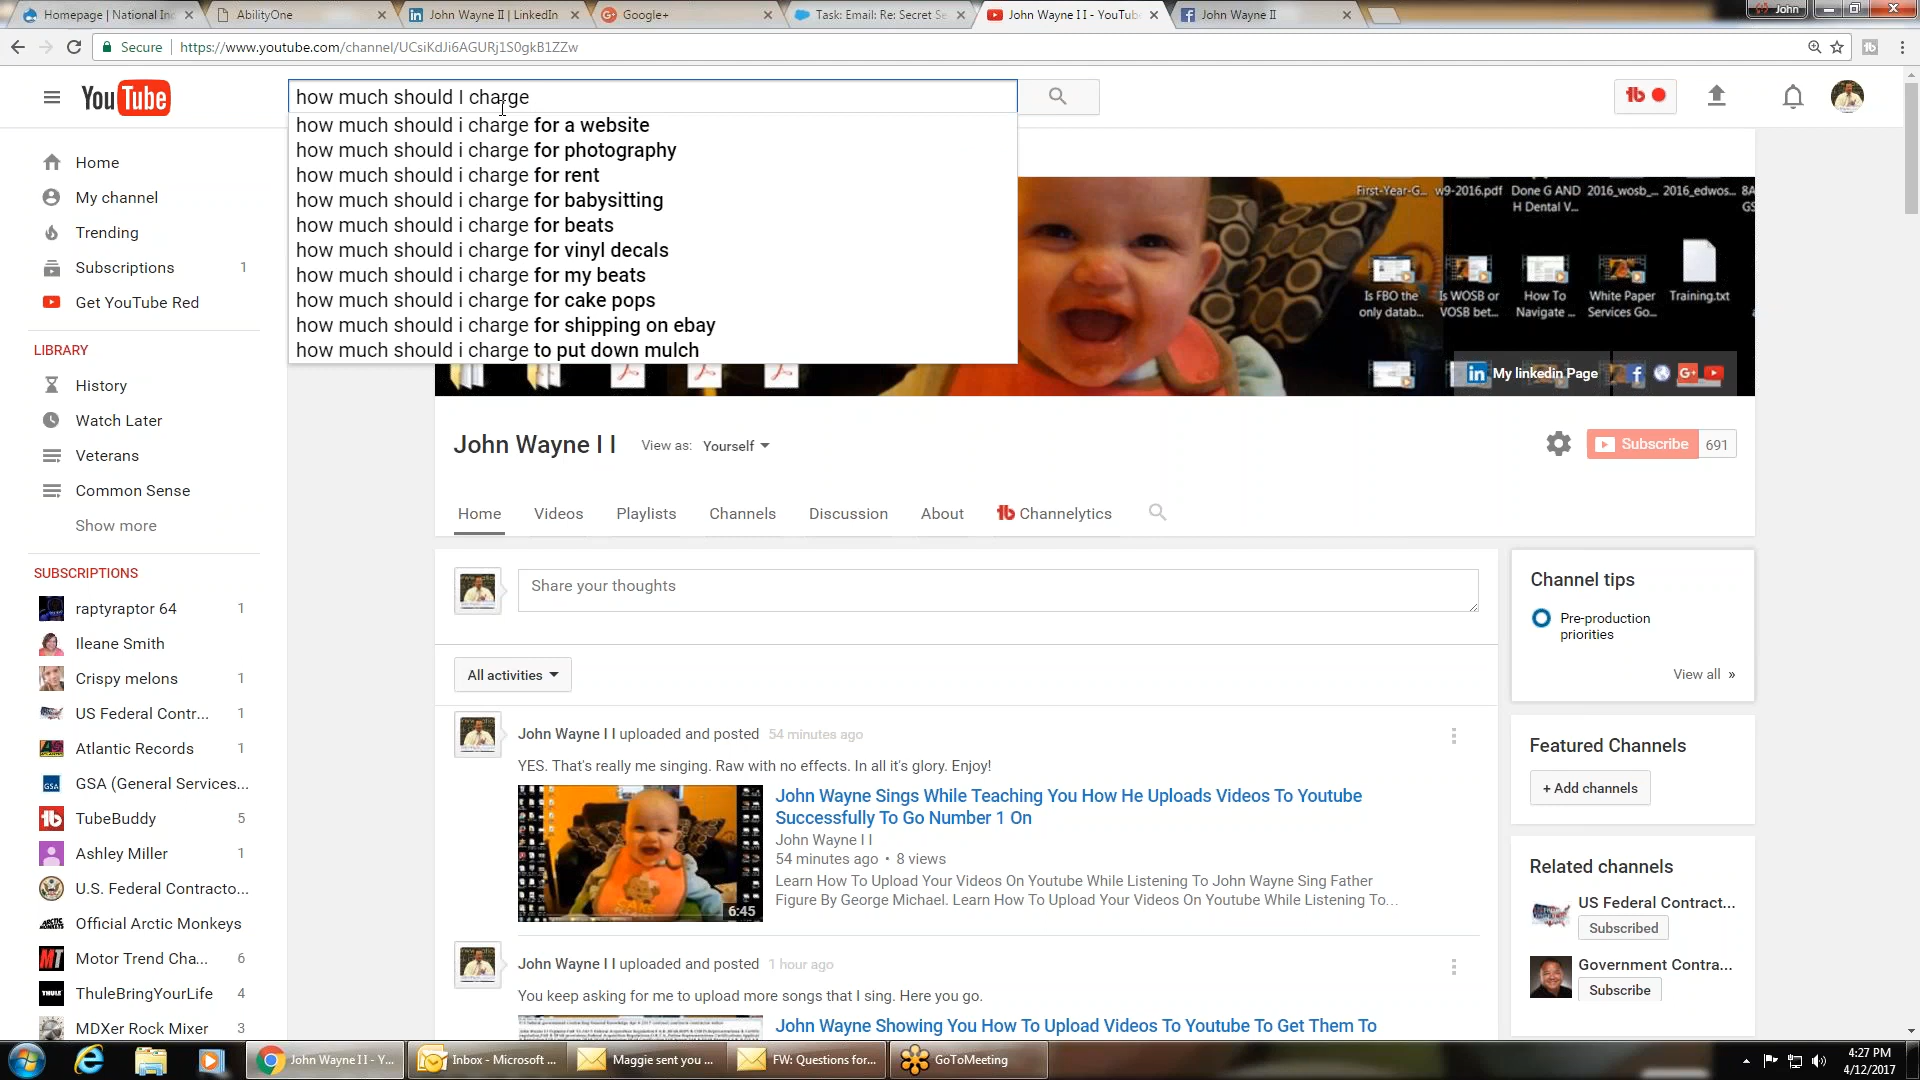 Homepage | National In
AbilityOne
John Wayne II | LinkedIn
Google+
Task: Email: Re: Secret Se
John Wayne I I - YouTub
John Wayne II
John
Secure
https://www.youtube.com/channel/UCsiKdJi6AGURj1S0gkB1ZZw
YouTube
how much should I charge
how much should i charge for a website
how much should i charge for photography
how much should i charge for rent
how much should i charge for babysitting
how much should i charge for beats
how much should i charge for vinyl decals
how much should i charge for my beats
how much should i charge for cake pops
how much should i charge for shipping on ebay
how much should i charge to put down mulch
Home
My channel
Trending
Subscriptions 1
Get YouTube Red
LIBRARY
History
Watch Later
Veterans
Common Sense
Show more
SUBSCRIPTIONS
raptyraptor 64 1
Ileane Smith
Crispy melons 1
US Federal Contr... 1
Atlantic Records 1
GSA (General Services...
TubeBuddy 5
Ashley Miller 1
U.S. Federal Contracto...
Official Arctic Monkeys
Motor Trend Cha... 6
ThuleBringYourLife 4
MDXer Rock Mixer 3
First-Year-G... w9-2016.pdf Done G AND 2016_wosb_... 2016_edwos... 8A
H Dental V...
Is FBO the Is WOSB or How To White Paper Training.txt
only datab... VOSB bet... Navigate ... Services Go...
My linkedin Page
John Wayne I I
View as: Yourself
Subscribe 691
Home Videos Playlists Channels Discussion About Channelytics
Share your thoughts
All activities
John Wayne I I uploaded and posted 54 minutes ago
YES. That's really me singing. Raw with no effects. In all it's glory. Enjoy!
6:45
John Wayne Sings While Teaching You How He Uploads Videos To Youtube
Successfully To Go Number 1 On
John Wayne I I
54 minutes ago • 8 views
Learn How To Upload Your Videos On Youtube While Listening To John Wayne Sing Father
Figure By George Michael. Learn How To Upload Your Videos On Youtube While Listening To...
John Wayne I I uploaded and posted 1 hour ago
You keep asking for me to upload more songs that I sing. Here you go.
John Wayne Showing You How To Upload Videos To Youtube To Get Them To
Channel tips
Pre-production
priorities
View all »
Featured Channels
+ Add channels
Related channels
US Federal Contract...
Subscribed
Government Contra...
Subscribe
John Wayne I I - Y...
Inbox - Microsoft ...
Maggie sent you ...
FW: Questions for...
GoToMeeting
4:27 PM
4/12/2017